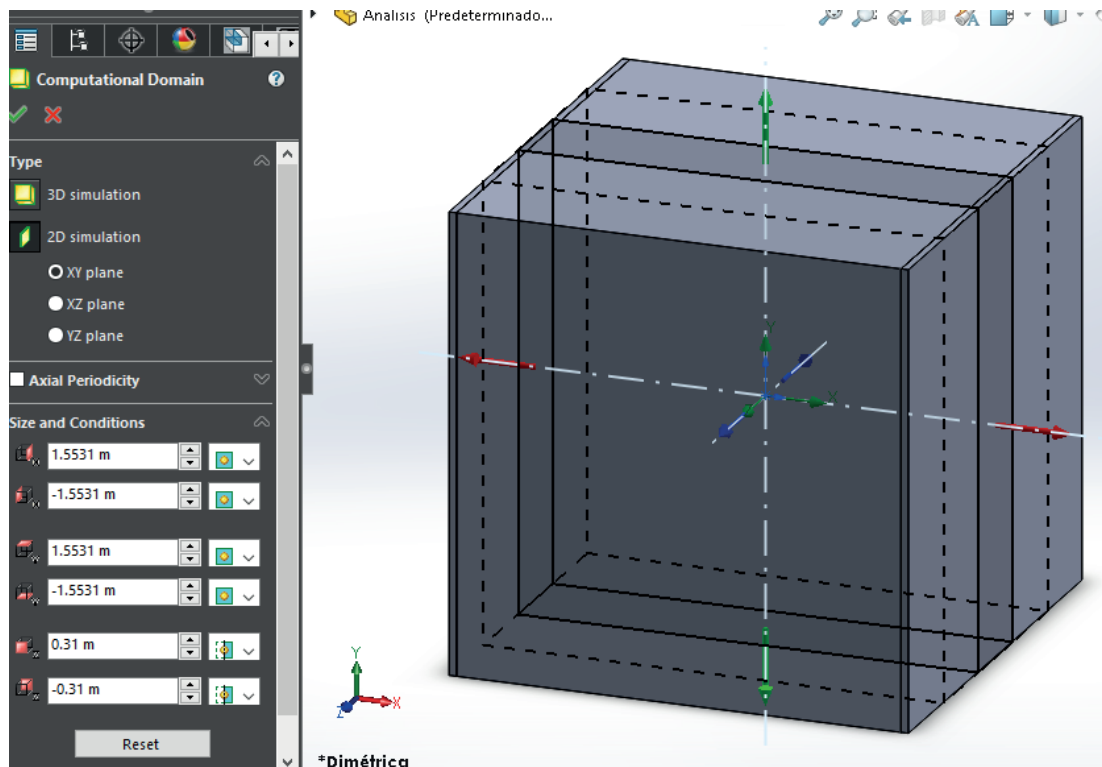 Analisis (Predeterminado...
Computational Domain
?
Type
3D simulation
2D simulation
XY plane
XZ plane
YZ plane
Axial Periodicity
Size and Conditions
1.5531 m
-1.5531 m
1.5531 m
-1.5531 m
0.31 m
-0.31 m
Reset
Y
X
Y
X
Z
*Dimétrica